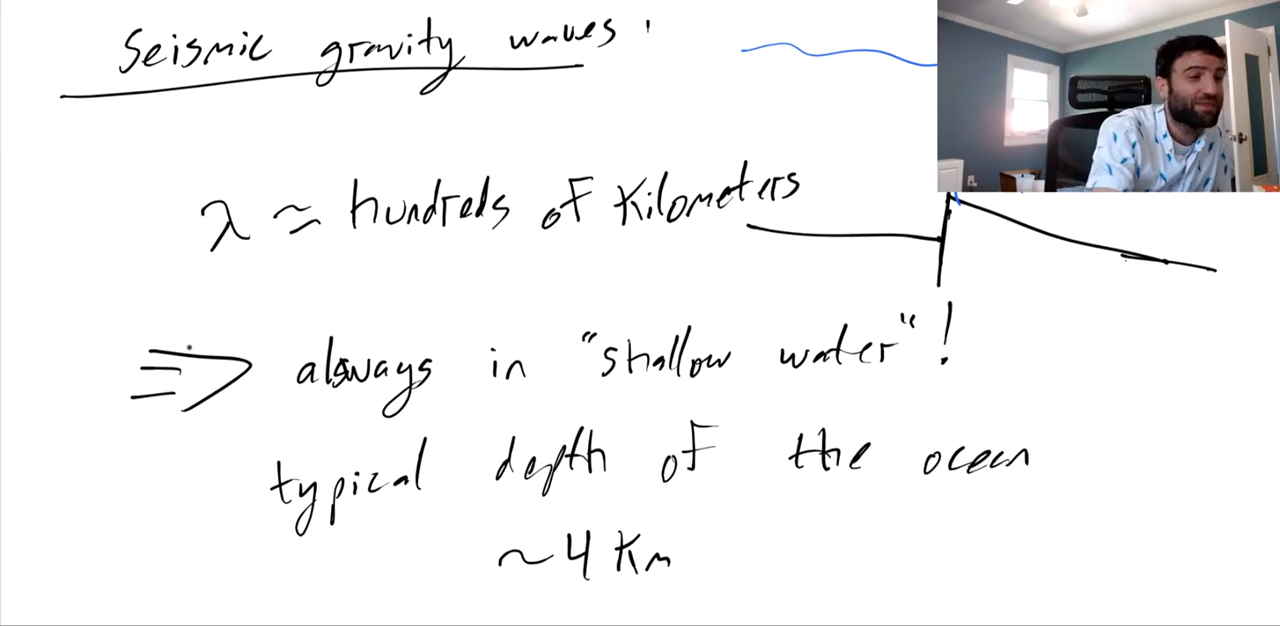 Seismic gravity waves:
λ ≈ hundreds of Kilometers
⇒ always in "shallow water"!
typical depth of the ocean
~4 Km